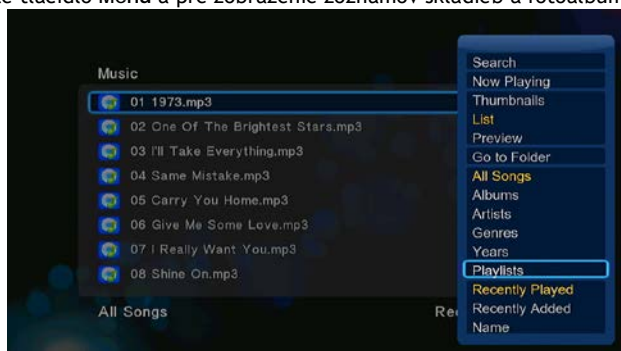 tlačidlo Menu a pre zobrazenie zoznamov skladieb a fotoalbum
Music
01 1973.mp3
02 One Of The Brightest Stars.mp3
03 I'll Take Everything.mp3
04 Same Mistake.mp3
05 Carry You Home.mp3
06 Give Me Some Love.mp3
07 I Really Want You.mp3
08 Shine On.mp3
All Songs
Search
Now Playing
Thumbnails
List
Preview
Go to Folder
All Songs
Albums
Artists
Genres
Years
Playlists
Recently Played
Recently Added
Name